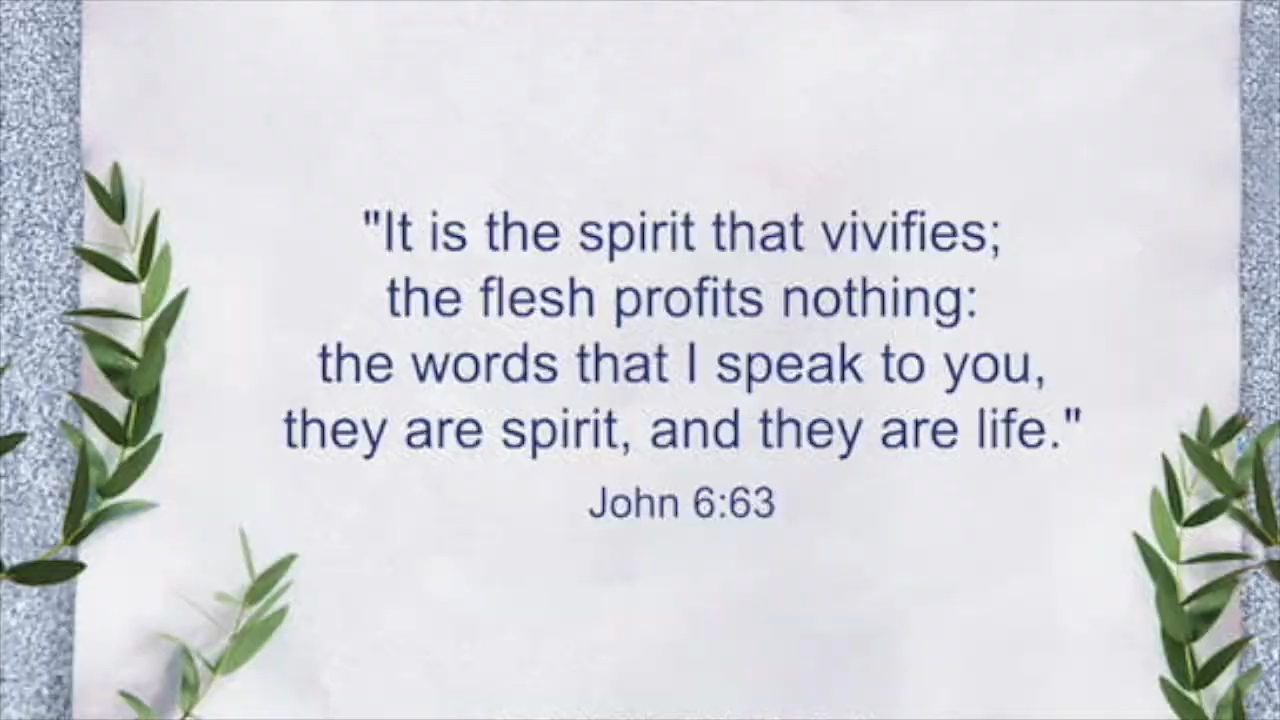 "It is the spirit that vivifies;
the flesh profits nothing:
the words that I speak to you,
they are spirit, and they are life."
John 6:63